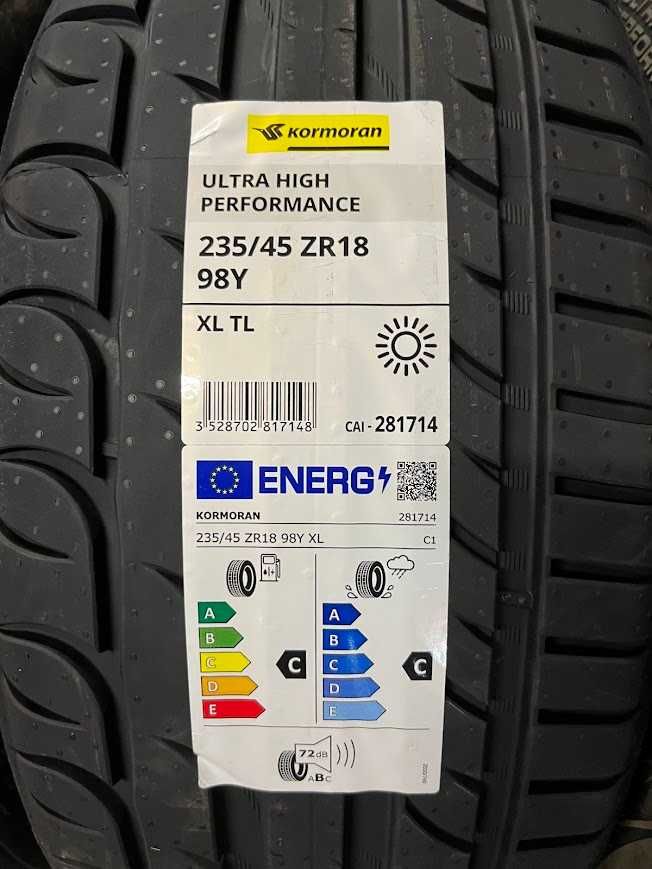 kormoran
ULTRA HIGH
PERFORMANCE
235/45 ZR18
98Y
XL TL
3 528702 817148
CAI - 281714
ENERG
KORMORAN 281714
235/45 ZR18 98Y XL C1
A A
B B
C C C C
D D
E E
72 dB
ABC